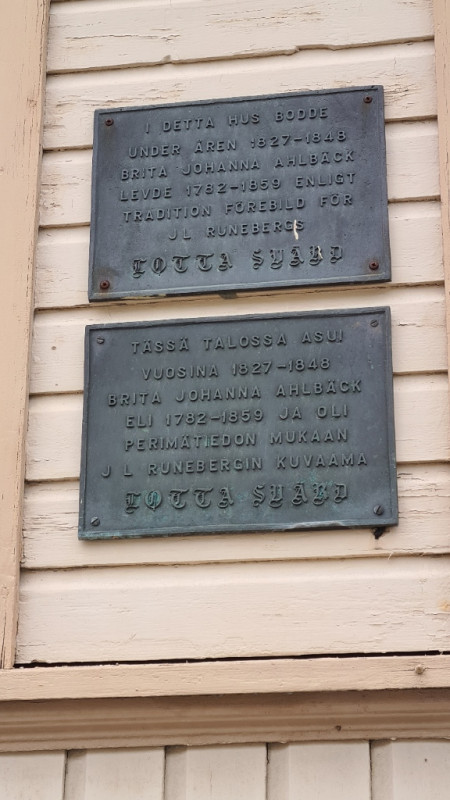 I DETTA HUS BODDE
UNDER ÅREN 1827–1848
BRITA JOHANNA AHLBÄCK
LEVDE 1782–1859 ENLIGT
TRADITION FÖREBILD FÖR
J L RUNEBERGS
LOTTA SVÄRD
TÄSSÄ TALOSSA ASUI
VUOSINA 1827–1848
BRITA JOHANNA AHLBÄCK
ELI 1782–1859 JA OLI
PERIMÄTIEDON MUKAAN
J L RUNEBERGIN KUVAAMA
LOTTA SVÄRD